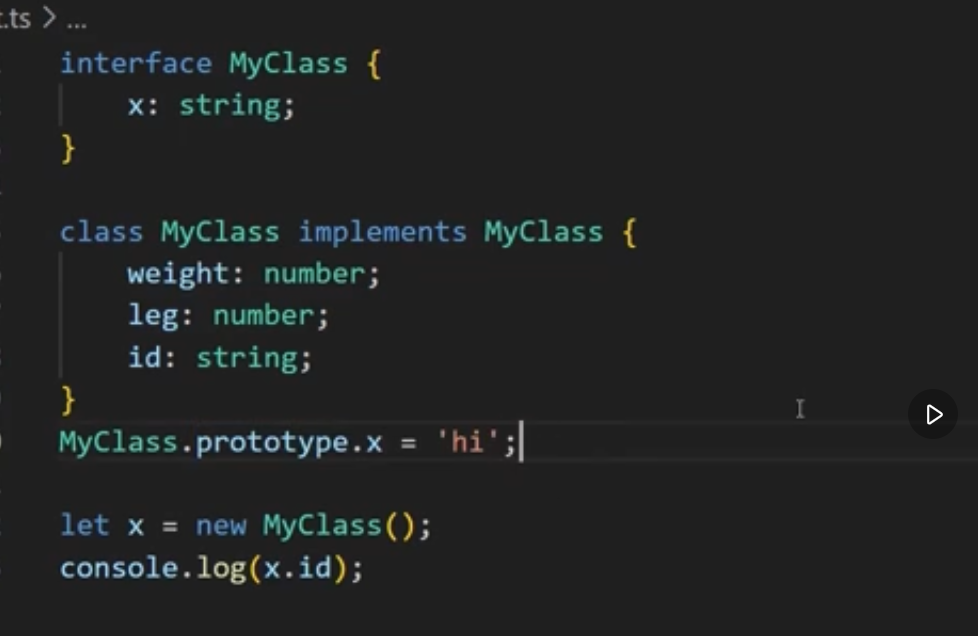 .ts > ...
interface MyClass {
    x: string;
}
class MyClass implements MyClass {
    weight: number;
    leg: number;
    id: string;
}
MyClass.prototype.x = 'hi';
let x = new MyClass();
console.log(x.id);